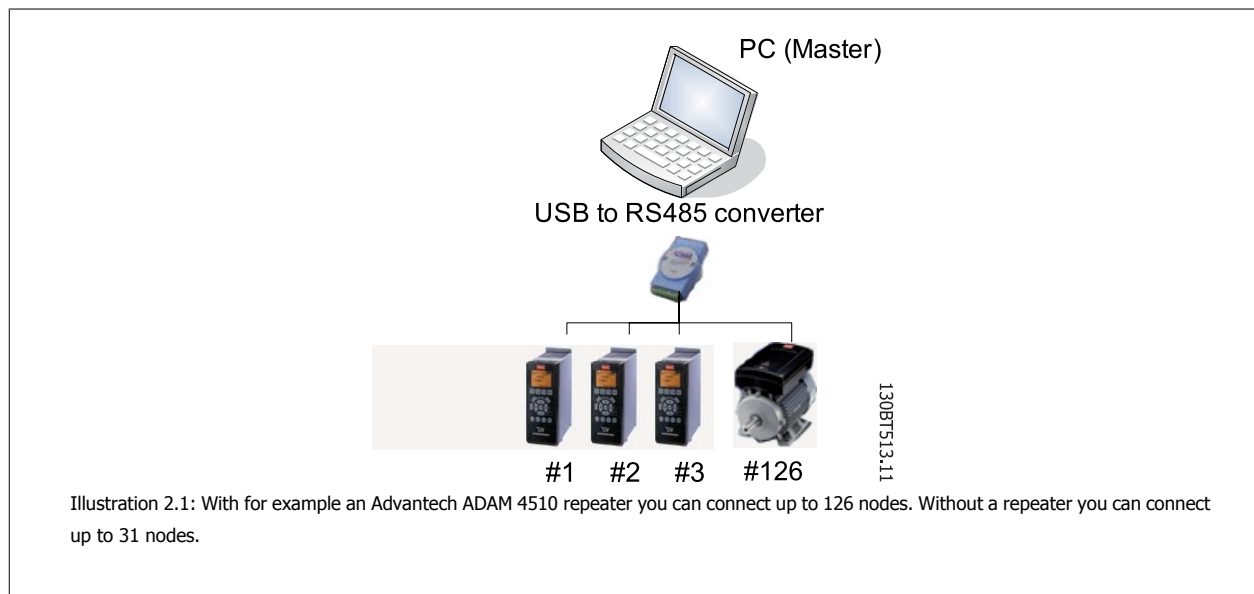 PC (Master)
USB to RS485 converter
#1 #2 #3 #126
130BT513.11
Illustration 2.1: With for example an Advantech ADAM 4510 repeater you can connect up to 126 nodes. Without a repeater you can connect
up to 31 nodes.